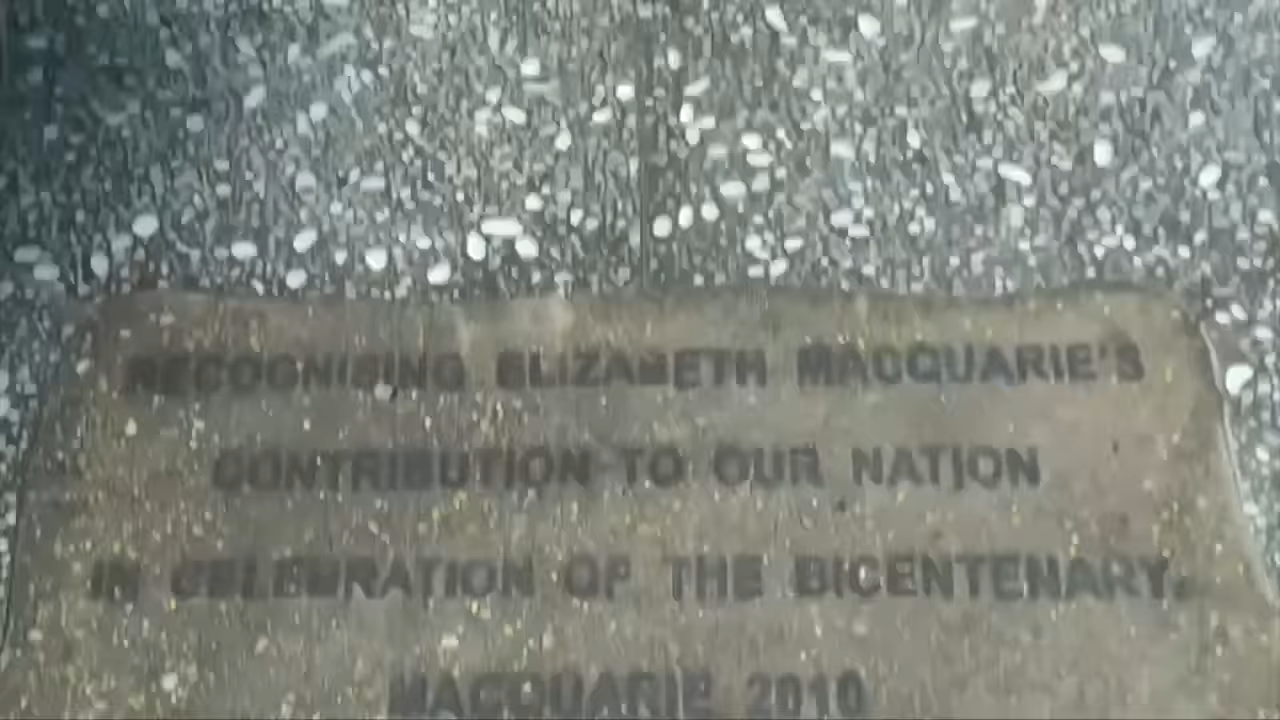 RECOGNISING ELIZABETH MACQUARIE'S
CONTRIBUTION TO OUR NATION
IN CELEBRATION OF THE BICENTENARY.
MACQUARIE 2010